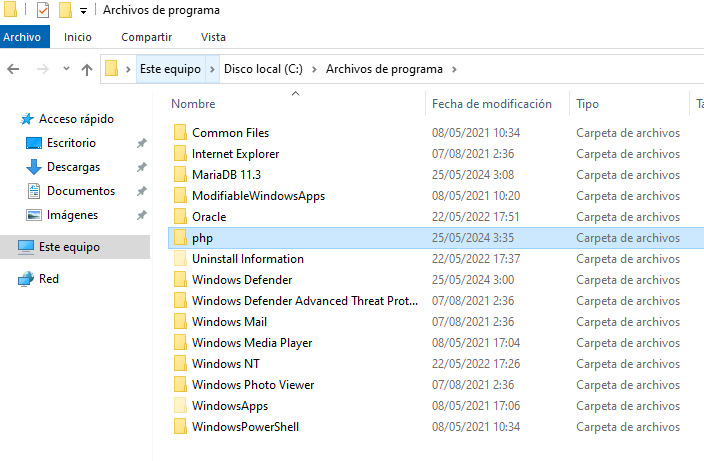 Archivos de programa
Archivo Inicio Compartir Vista
Este equipo > Disco local (C:) > Archivos de programa >
Nombre Fecha de modificación Tipo Ta
Acceso rápido
Escritorio
Descargas
Documentos
Imágenes
Este equipo
Red
Common Files 08/05/2021 10:34 Carpeta de archivos
Internet Explorer 07/08/2021 2:36 Carpeta de archivos
MariaDB 11.3 25/05/2024 3:08 Carpeta de archivos
ModifiableWindowsApps 08/05/2021 10:20 Carpeta de archivos
Oracle 22/05/2022 17:51 Carpeta de archivos
php 25/05/2024 3:35 Carpeta de archivos
Uninstall Information 22/05/2022 17:37 Carpeta de archivos
Windows Defender 25/05/2024 3:00 Carpeta de archivos
Windows Defender Advanced Threat Prot... 07/08/2021 2:36 Carpeta de archivos
Windows Mail 07/08/2021 2:36 Carpeta de archivos
Windows Media Player 08/05/2021 17:04 Carpeta de archivos
Windows NT 22/05/2022 17:26 Carpeta de archivos
Windows Photo Viewer 07/08/2021 2:36 Carpeta de archivos
WindowsApps 08/05/2021 17:06 Carpeta de archivos
WindowsPowerShell 08/05/2021 10:34 Carpeta de archivos